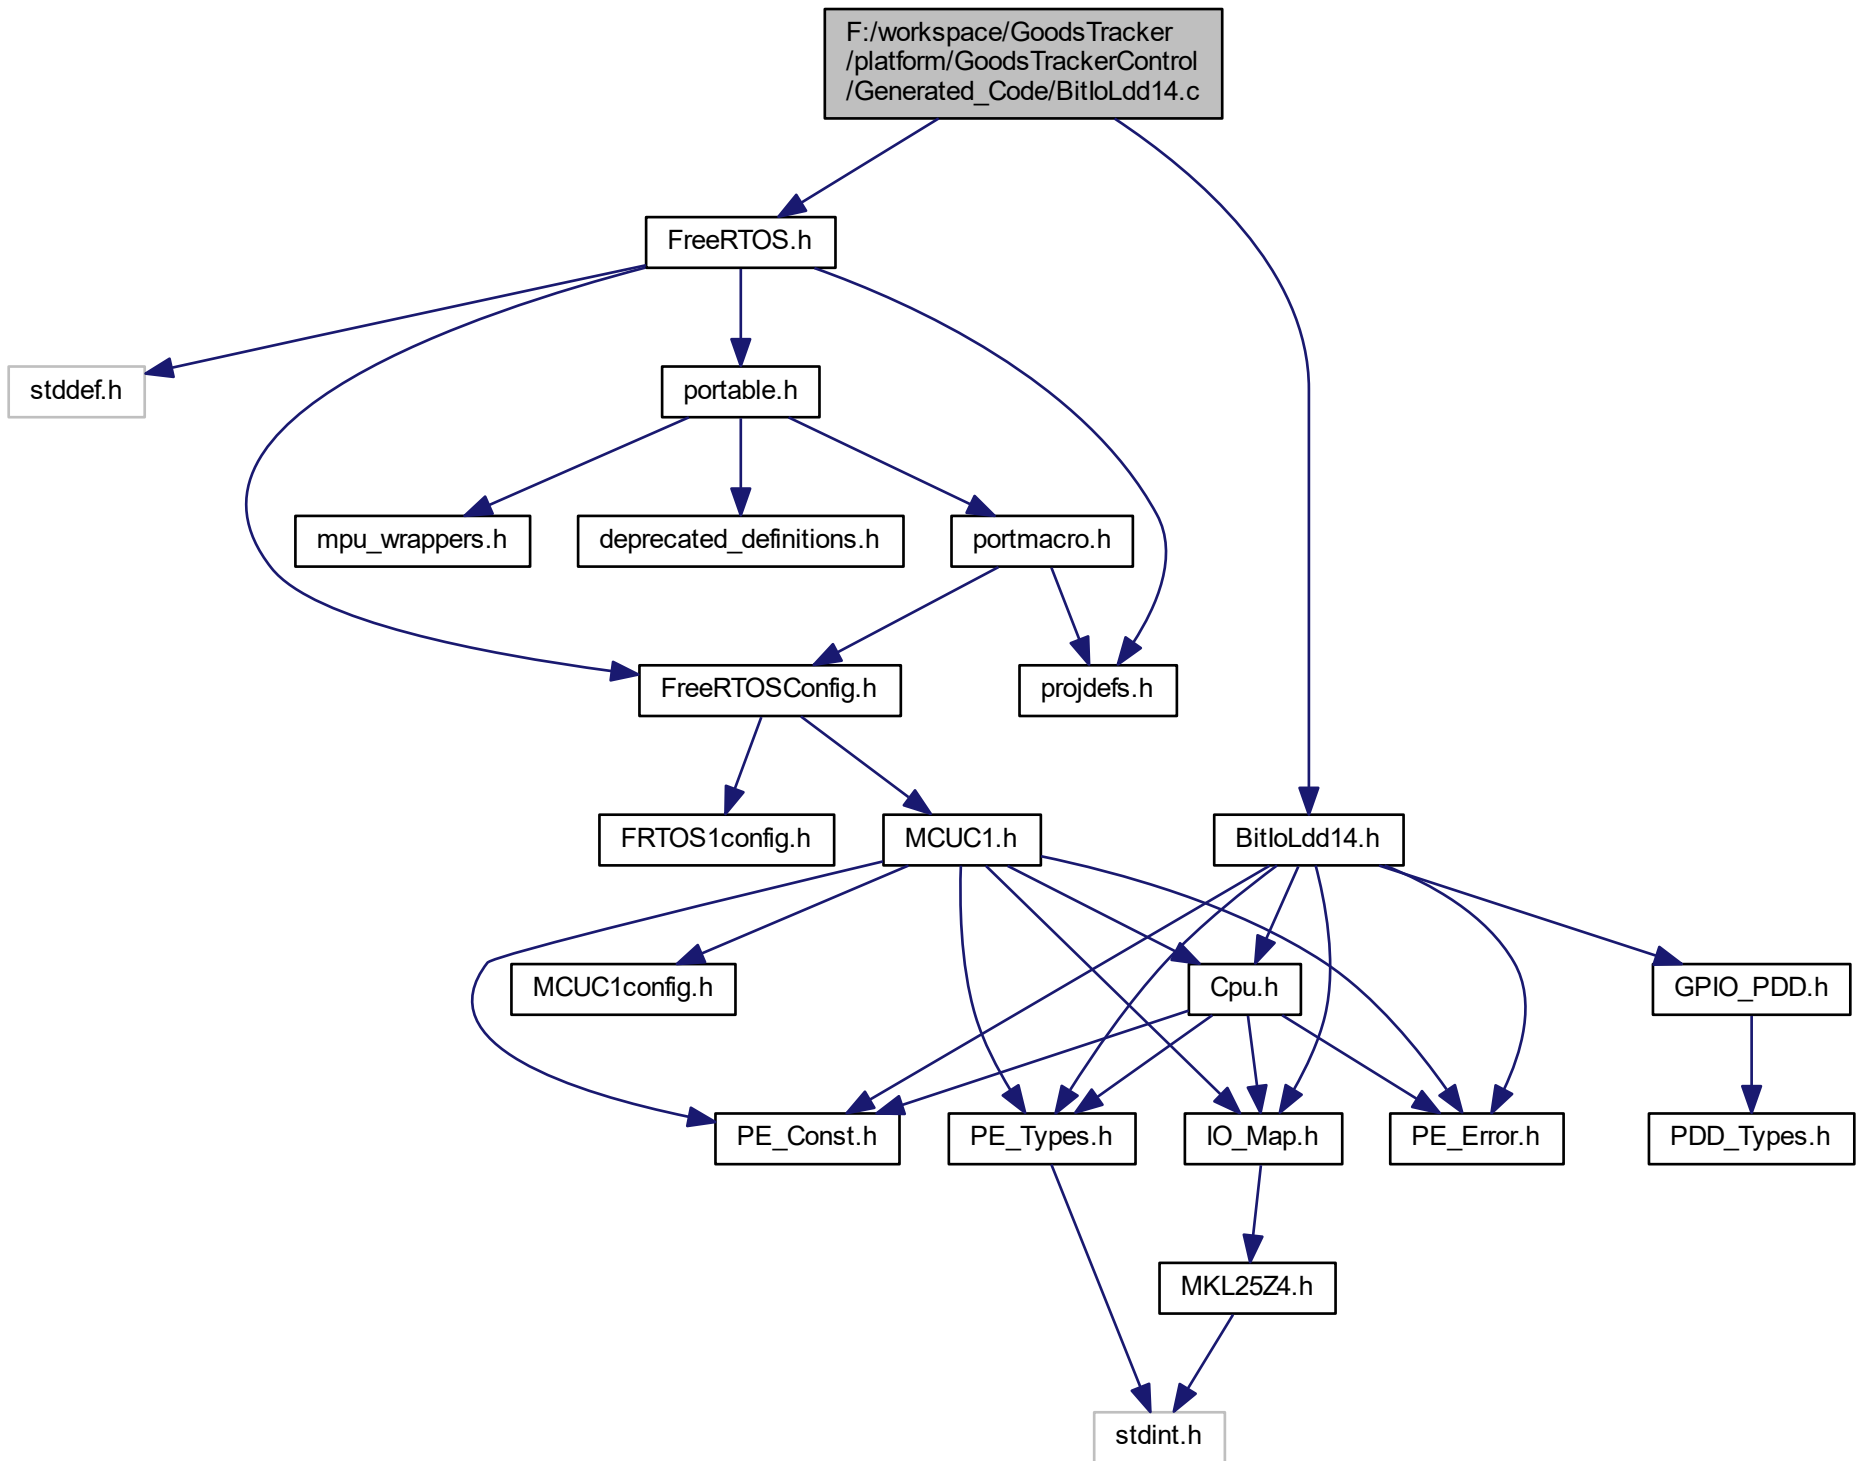 F:/workspace/GoodsTracker
/platform/GoodsTrackerControl
/Generated_Code/BitIoLdd14.c
FreeRTOS.h
stddef.h
portable.h
mpu_wrappers.h
deprecated_definitions.h
portmacro.h
FreeRTOSConfig.h
projdefs.h
FRTOS1config.h
MCUC1.h
BitIoLdd14.h
MCUC1config.h
Cpu.h
GPIO_PDD.h
PE_Const.h
PE_Types.h
IO_Map.h
PE_Error.h
PDD_Types.h
MKL25Z4.h
stdint.h